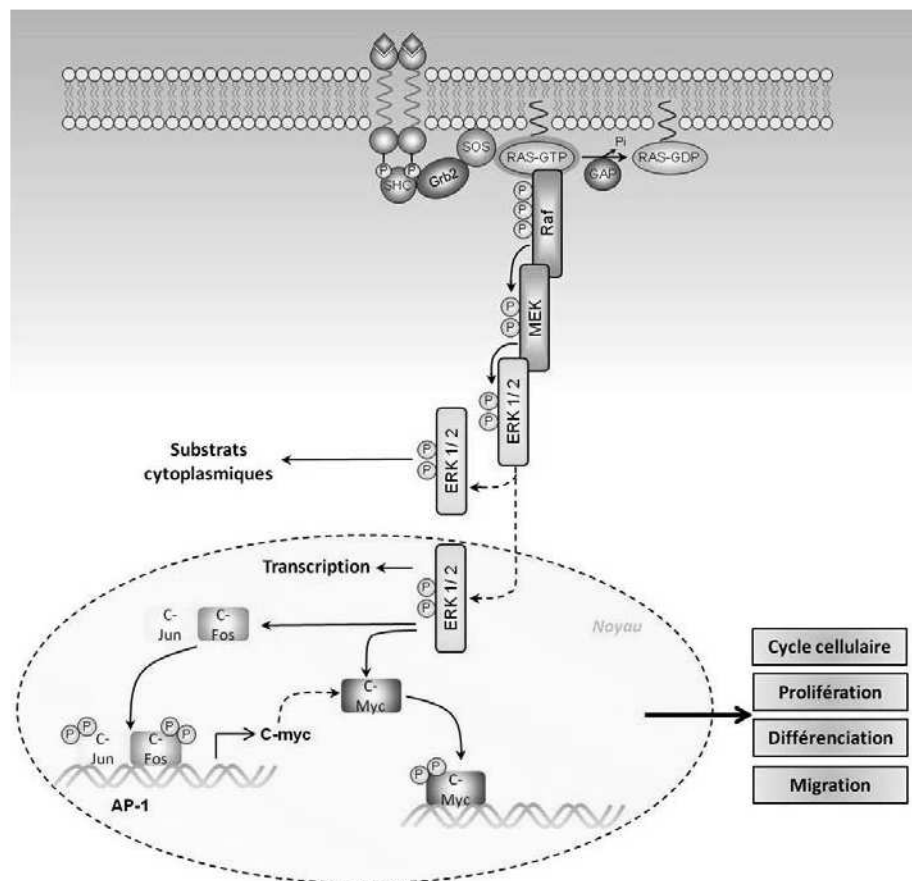 SOS
RAS-GTP
Pi
RAS-GDP
P
P
SHC
Grb2
GAP
P
P
P
Raf
P
P
MEK
P
P
ERK 1/ 2
Substrats
cytoplasmiques
P
P
ERK 1/ 2
Transcription
P
P
ERK 1/ 2
Noyau
C-
Jun
C-
Fos
C-
Myc
P
P
C-
Jun
C-
Fos
P
P
C-myc
AP-1
P
P
C-
Myc
Cycle cellulaire
Prolifération
Différenciation
Migration